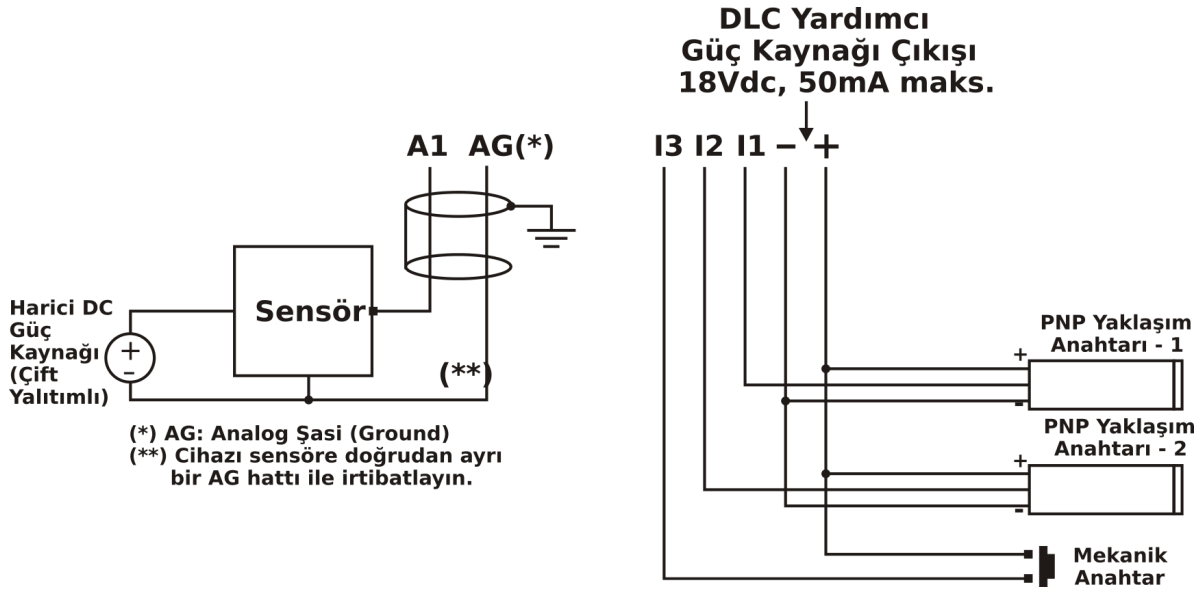 DLC Yardımcı
Güç Kaynağı Çıkışı
18Vdc, 50mA maks.
A1 AG(*)
I3 I2 I1 − +
Sensör
Harici DC
Güç
Kaynağı
(Çift
Yalıtımlı)
+
−
(**)
(*) AG: Analog Şasi (Ground)
(**) Cihazı sensöre doğrudan ayrı
bir AG hattı ile irtibatlayın.
PNP Yaklaşım
Anahtarı - 1
+
-
PNP Yaklaşım
Anahtarı - 2
+
-
Mekanik
Anahtar